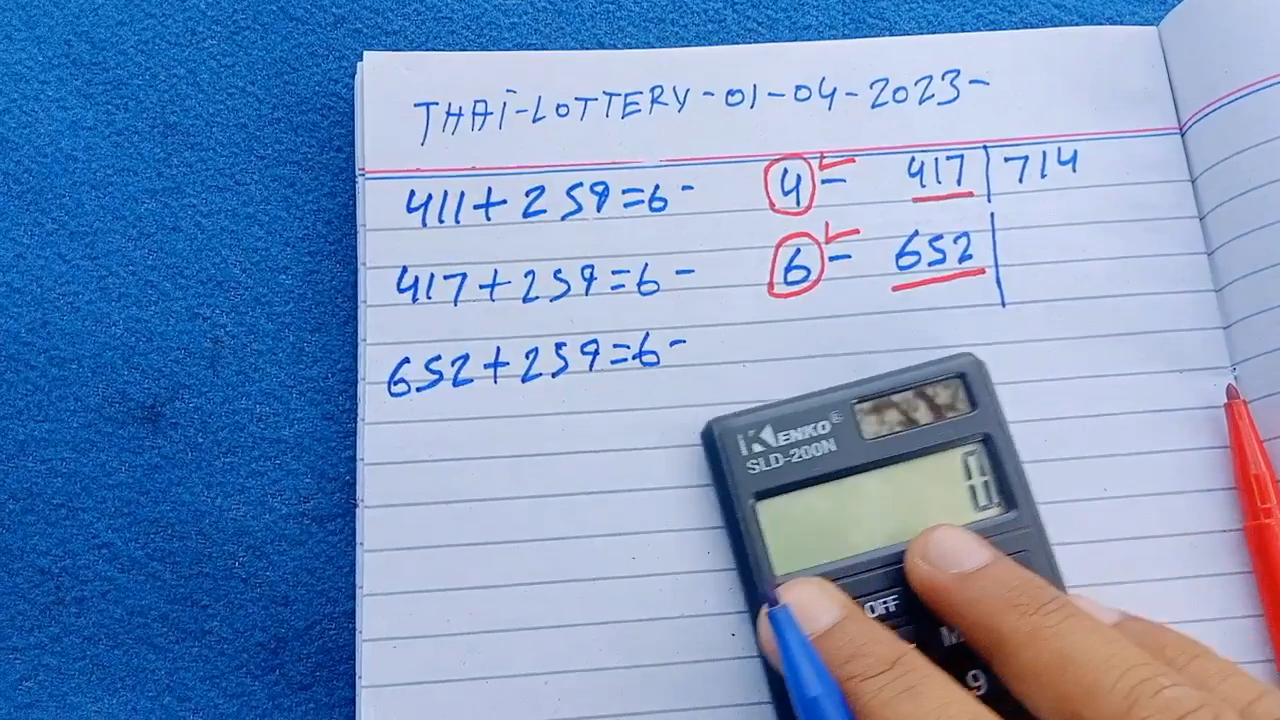 THAI-LOTTERY-01-04-2023-
411+259=6- 4- 417|714
417+259=6- 6- 652|
652+259=6-
KENKO®
SLD-200N
0
OFF
M
9